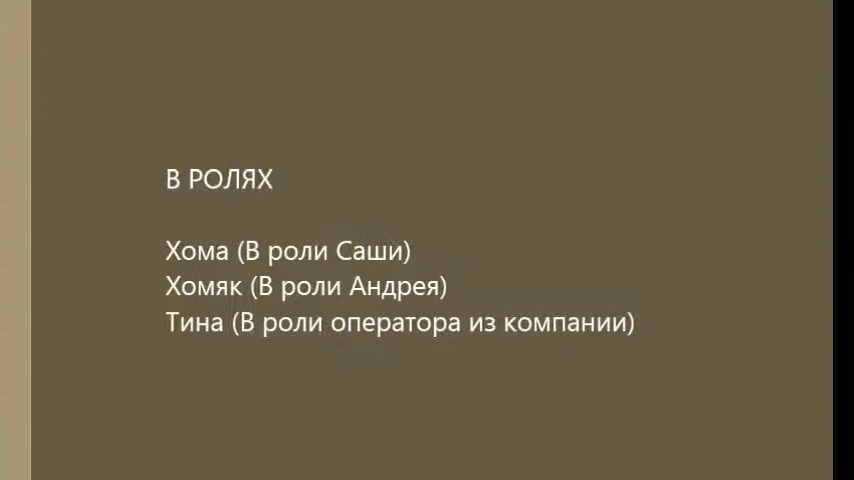 В РОЛЯХ
Хома (В роли Саши)
Хомяк (В роли Андрея)
Тина (В роли оператора из компании)